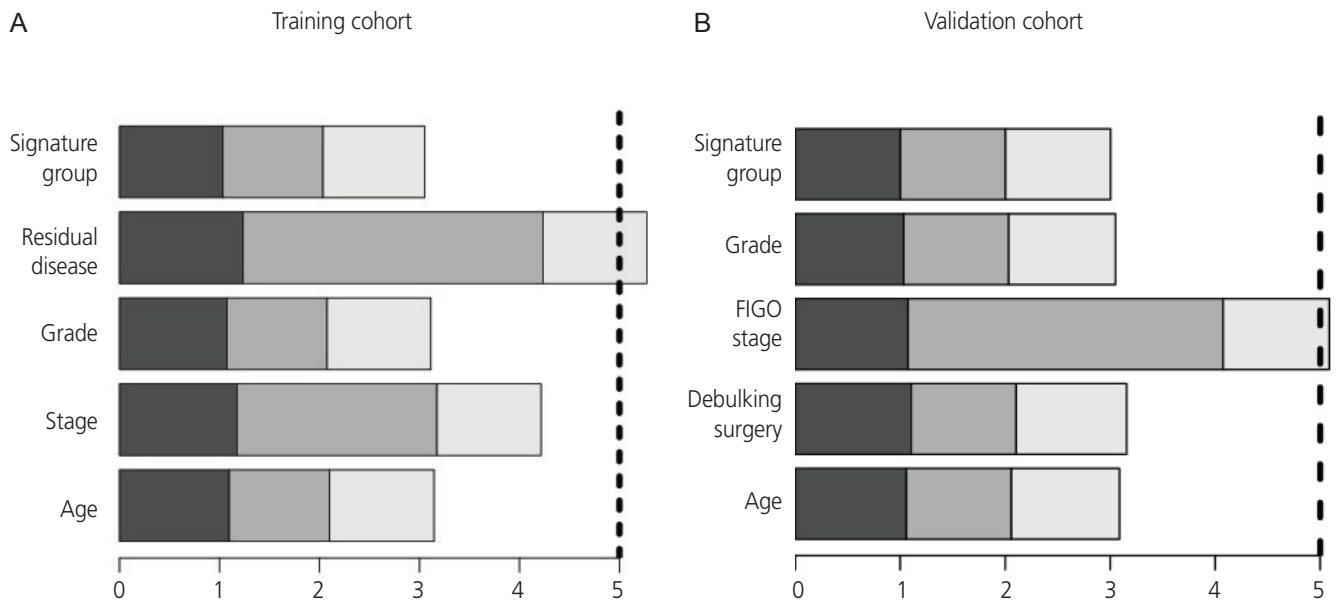 A
Training cohort
Signature
group
Residual
disease
Grade
Stage
Age
0 1 2 3 4 5
B
Validation cohort
Signature
group
Grade
FIGO
stage
Debulking
surgery
Age
0 1 2 3 4 5